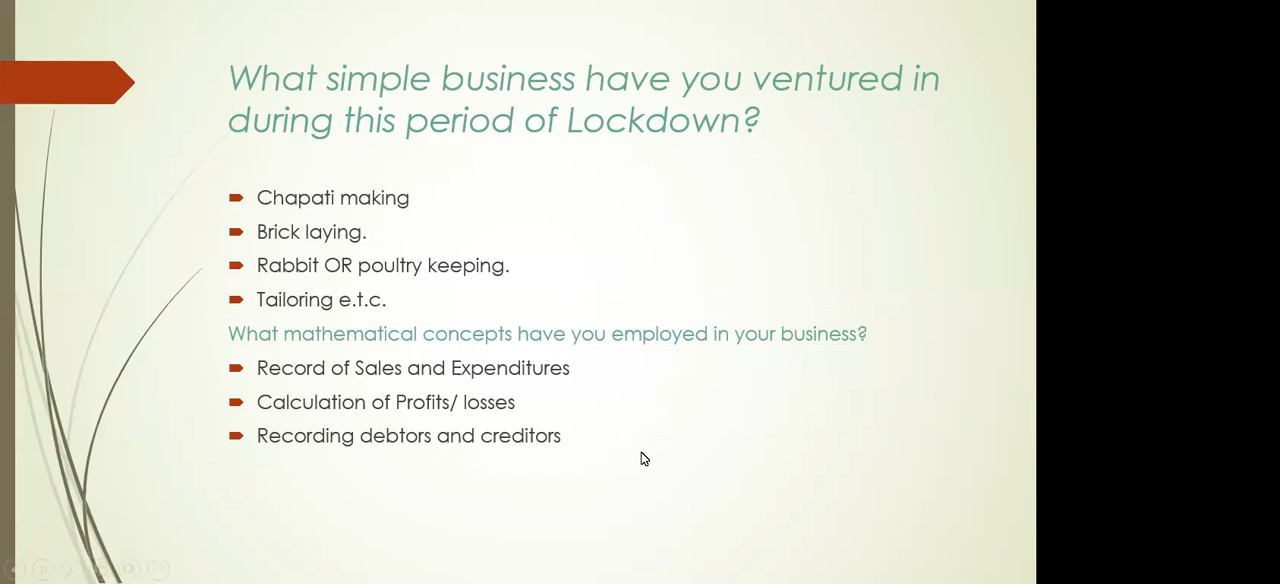 What simple business have you ventured in
during this period of Lockdown?
Chapati making
Brick laying.
Rabbit OR poultry keeping.
Tailoring e.t.c.
What mathematical concepts have you employed in your business?
Record of Sales and Expenditures
Calculation of Profits/ losses
Recording debtors and creditors